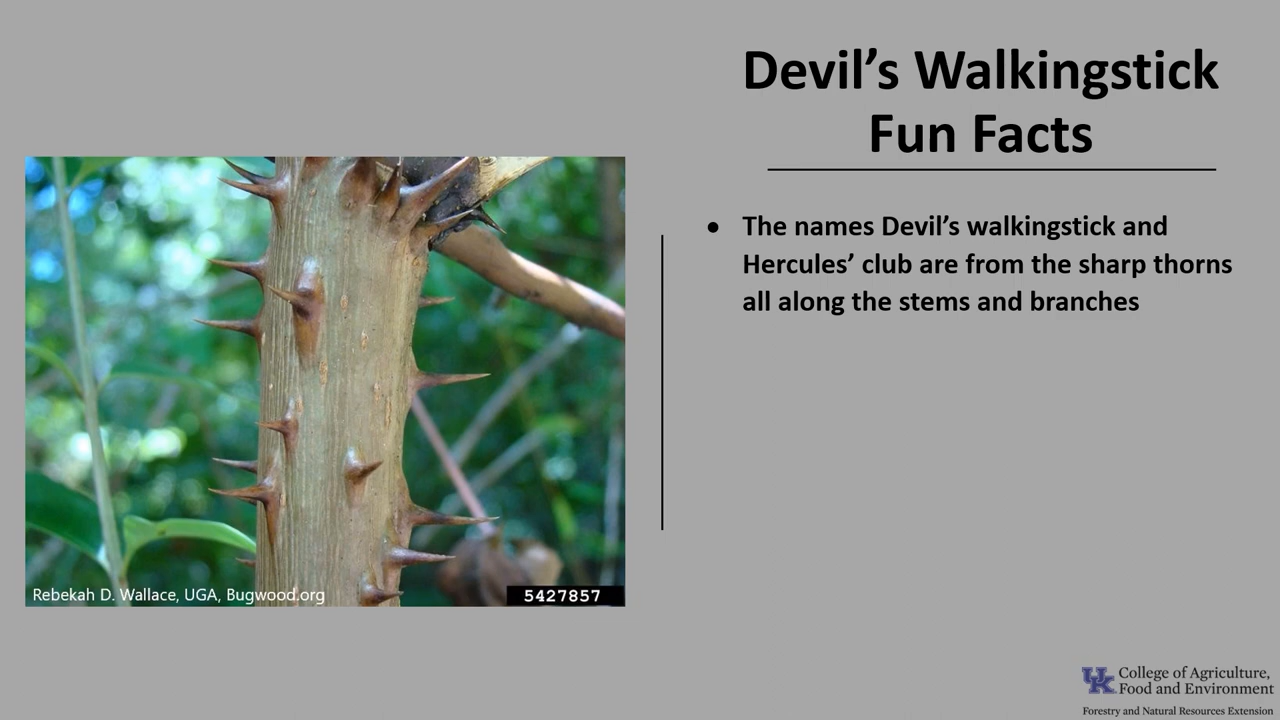 Devil’s Walkingstick
Fun Facts
● The names Devil’s walkingstick and
Hercules’ club are from the sharp thorns
all along the stems and branches
Rebekah D. Wallace, UGA, Bugwood.org
5427857
UK
College of Agriculture,
Food and Environment
Forestry and Natural Resources Extension